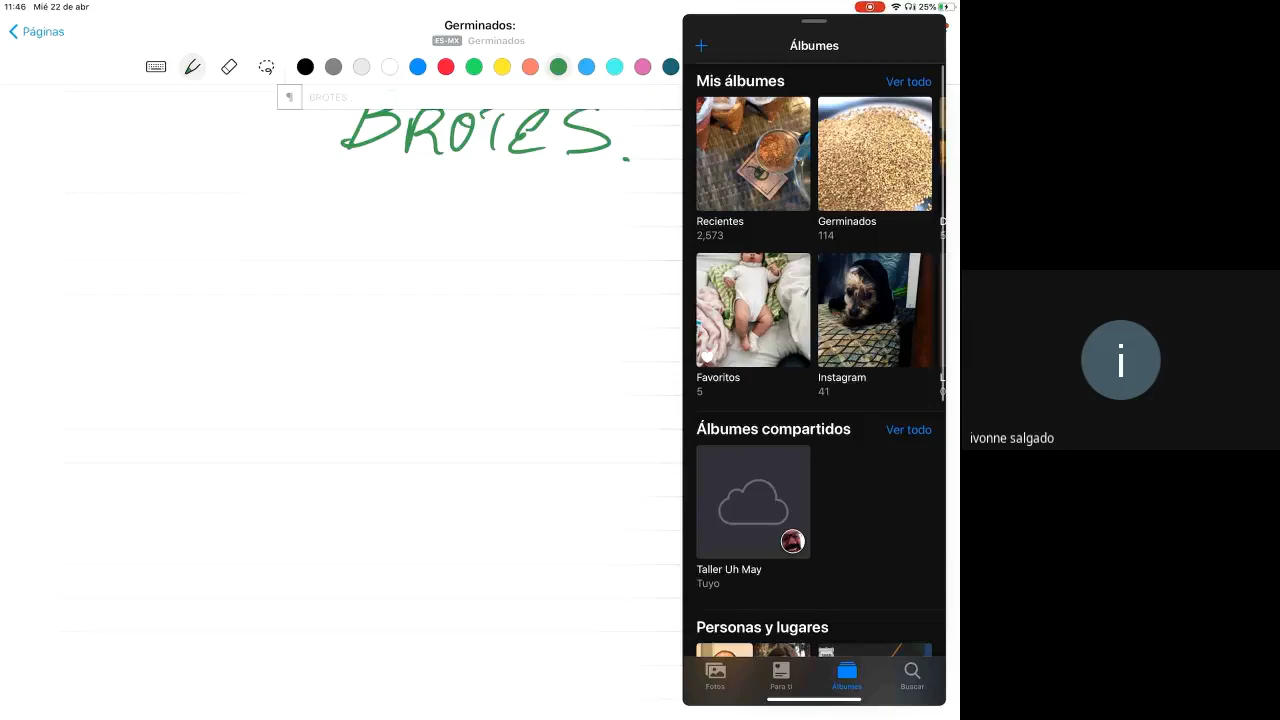 11:46 Mié 22 de abr
25%
Páginas
Germinados:
ES-MX Germinados
¶ BROTES .
BROTES.
Álbumes
Mis álbumes Ver todo
Recientes Germinados
2,573 114
Favoritos Instagram
5 41
Álbumes compartidos Ver todo
Taller Uh May
Tuyo
Personas y lugares
Fotos Para ti Álbumes Buscar
i
ivonne salgado